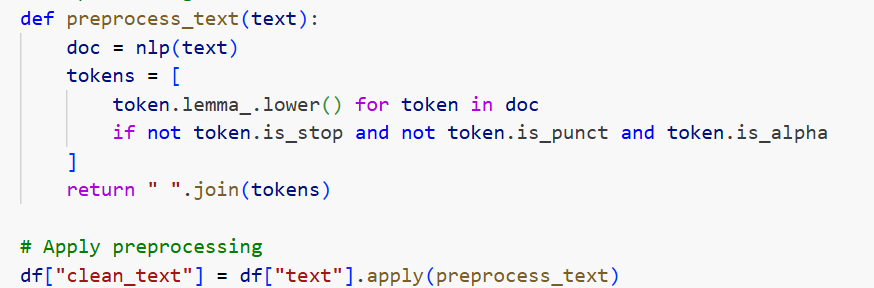 def preprocess_text(text):
    doc = nlp(text)
    tokens = [
        token.lemma_.lower() for token in doc
        if not token.is_stop and not token.is_punct and token.is_alpha
    ]
    return " ".join(tokens)

# Apply preprocessing
df["clean_text"] = df["text"].apply(preprocess_text)